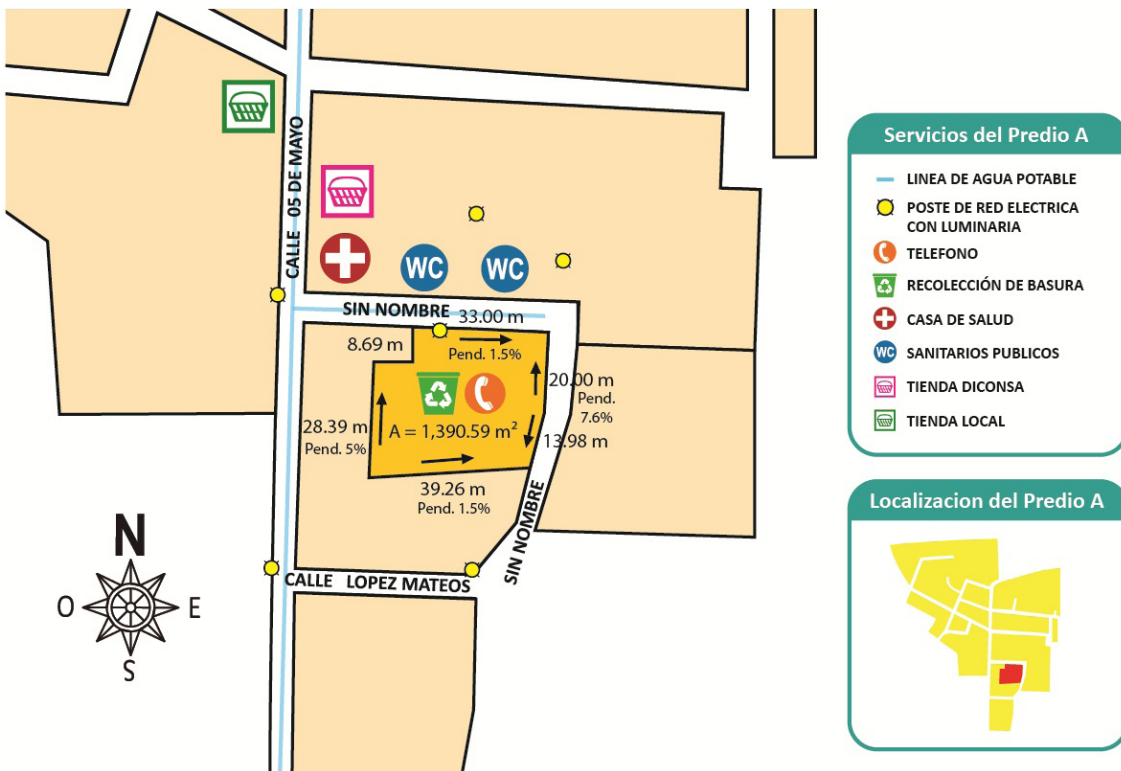 CALLE 05 DE MAYO
WC
WC
SIN NOMBRE
33.00 m
8.69 m
Pend. 1.5%
20.00 m
Pend.
7.6%
28.39 m
Pend. 5%
A = 1,390.59 m²
13.98 m
39.26 m
Pend. 1.5%
SIN NOMBRE
CALLE LOPEZ MATEOS
N
O
E
S
Servicios del Predio A
LINEA DE AGUA POTABLE
POSTE DE RED ELECTRICA
CON LUMINARIA
TELEFONO
RECOLECCIÓN DE BASURA
CASA DE SALUD
WC SANITARIOS PUBLICOS
TIENDA DICONSA
TIENDA LOCAL
Localizacion del Predio A